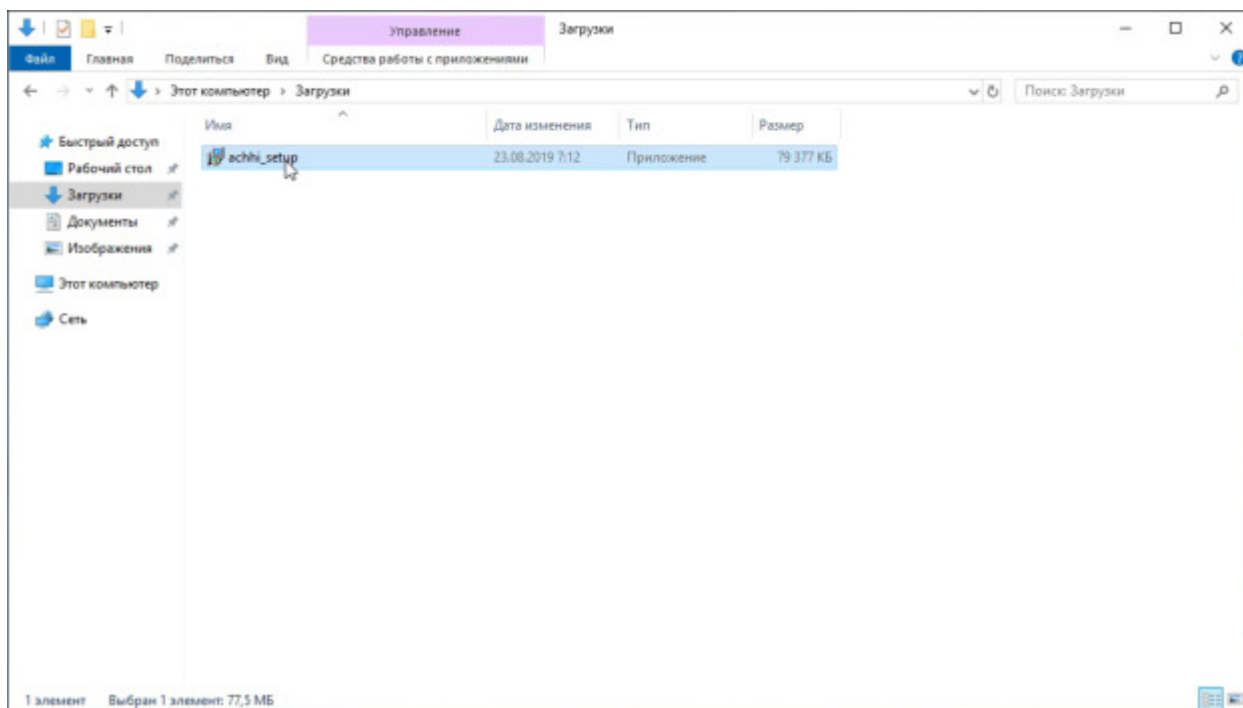 Управление Загрузки
Файл Главная Поделиться Вид Средства работы с приложениями
Этот компьютер › Загрузки Поиск: Загрузки
Имя Дата изменения Тип Размер
achhi_setup 23.08.2019 7:12 Приложение 79 377 КБ
Быстрый доступ
Рабочий стол
Загрузки
Документы
Изображения
Этот компьютер
Сеть
1 элемент Выбран 1 элемент: 77,5 МБ